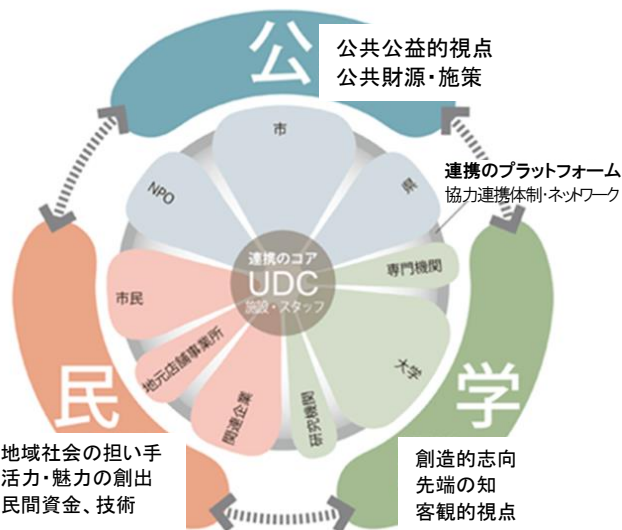 公
公共公益的視点
公共財源・施策
市
NPO
県
連携のプラットフォーム
協力連携体制・ネットワーク
専門機関
連携のコア
UDC
施設・スタッフ
市民
地元店舗事業所
関連企業
研究機関
大学
民
学
地域社会の担い手
活力・魅力の創出
民間資金、技術
創造的志向
先端の知
客観的視点